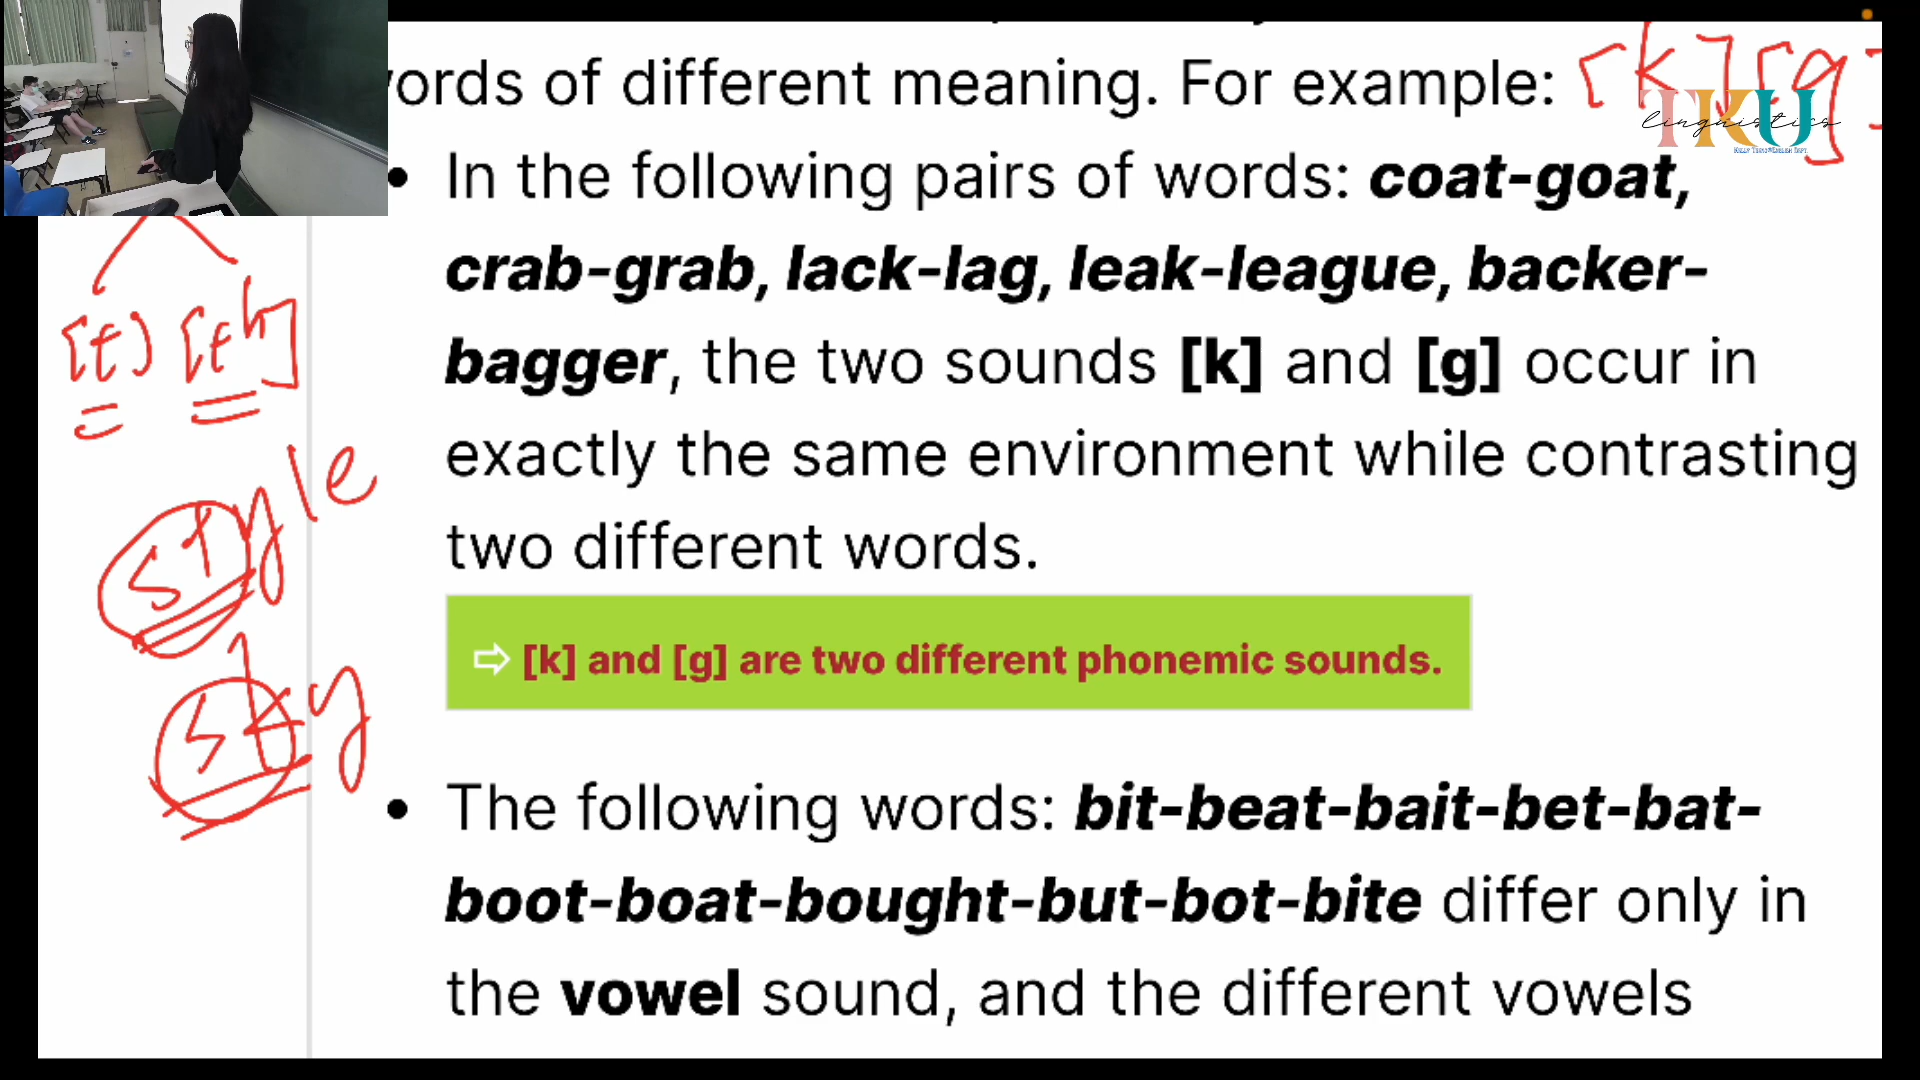 words of different meaning. For example:
[k] [g]
TKU
linguistics
• In the following pairs of words: coat-goat,
crab-grab, lack-lag, leak-league, backer-
bagger, the two sounds [k] and [g] occur in
exactly the same environment while contrasting
two different words.
⇨ [k] and [g] are two different phonemic sounds.
• The following words: bit-beat-bait-bet-bat-
boot-boat-bought-but-bot-bite differ only in
the vowel sound, and the different vowels
[t] [th]
style
sky